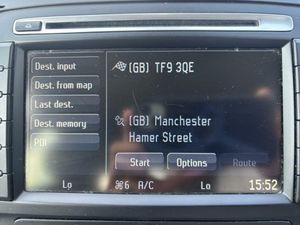 Dest. input
Dest. from map
Last dest.
Dest. memory
POI
(GB) TF9 3QE
(GB) Manchester
Hamer Street
Start
Options
Route
Lo
6 A/C
Lo
15:52